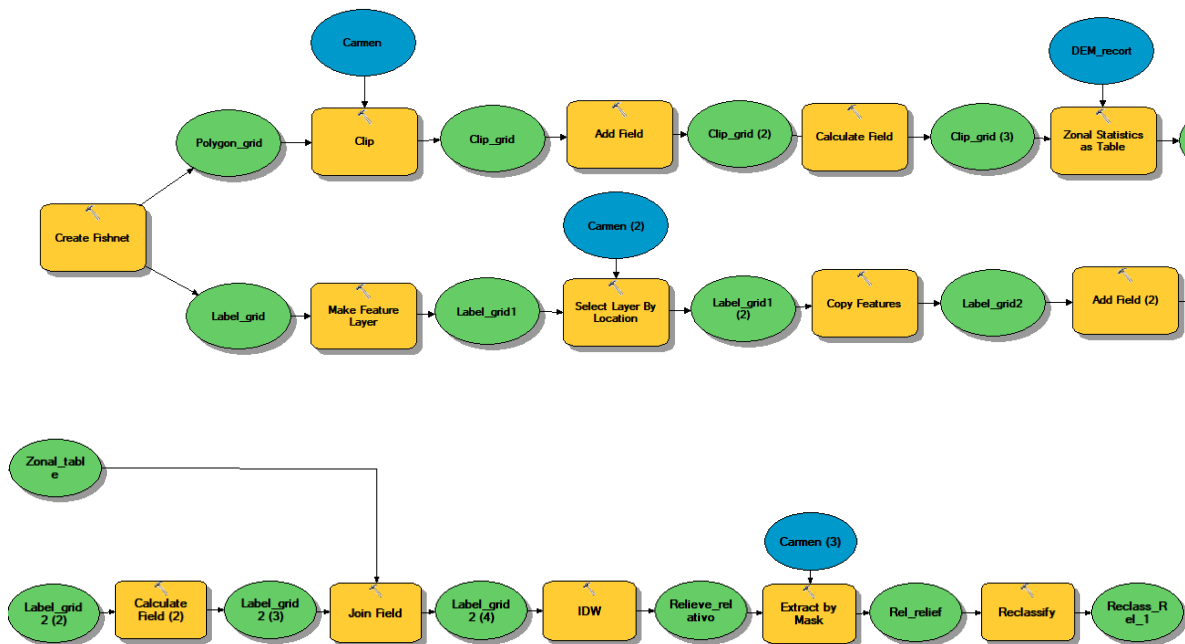 Carmen
DEM_recort
Polygon_grid
Clip
Clip_grid
Add Field
Clip_grid (2)
Calculate Field
Clip_grid (3)
Zonal Statistics
as Table
Create Fishnet
Carmen (2)
Label_grid
Make Feature
Layer
Label_grid1
Select Layer By
Location
Label_grid1
(2)
Copy Features
Label_grid2
Add Field (2)
Zonal_tabl
e
Carmen (3)
Label_grid
2 (2)
Calculate
Field (2)
Label_grid
2 (3)
Join Field
Label_grid
2 (4)
IDW
Relieve_rel
ativo
Extract by
Mask
Rel_relief
Reclassify
Reclass_R
el_1